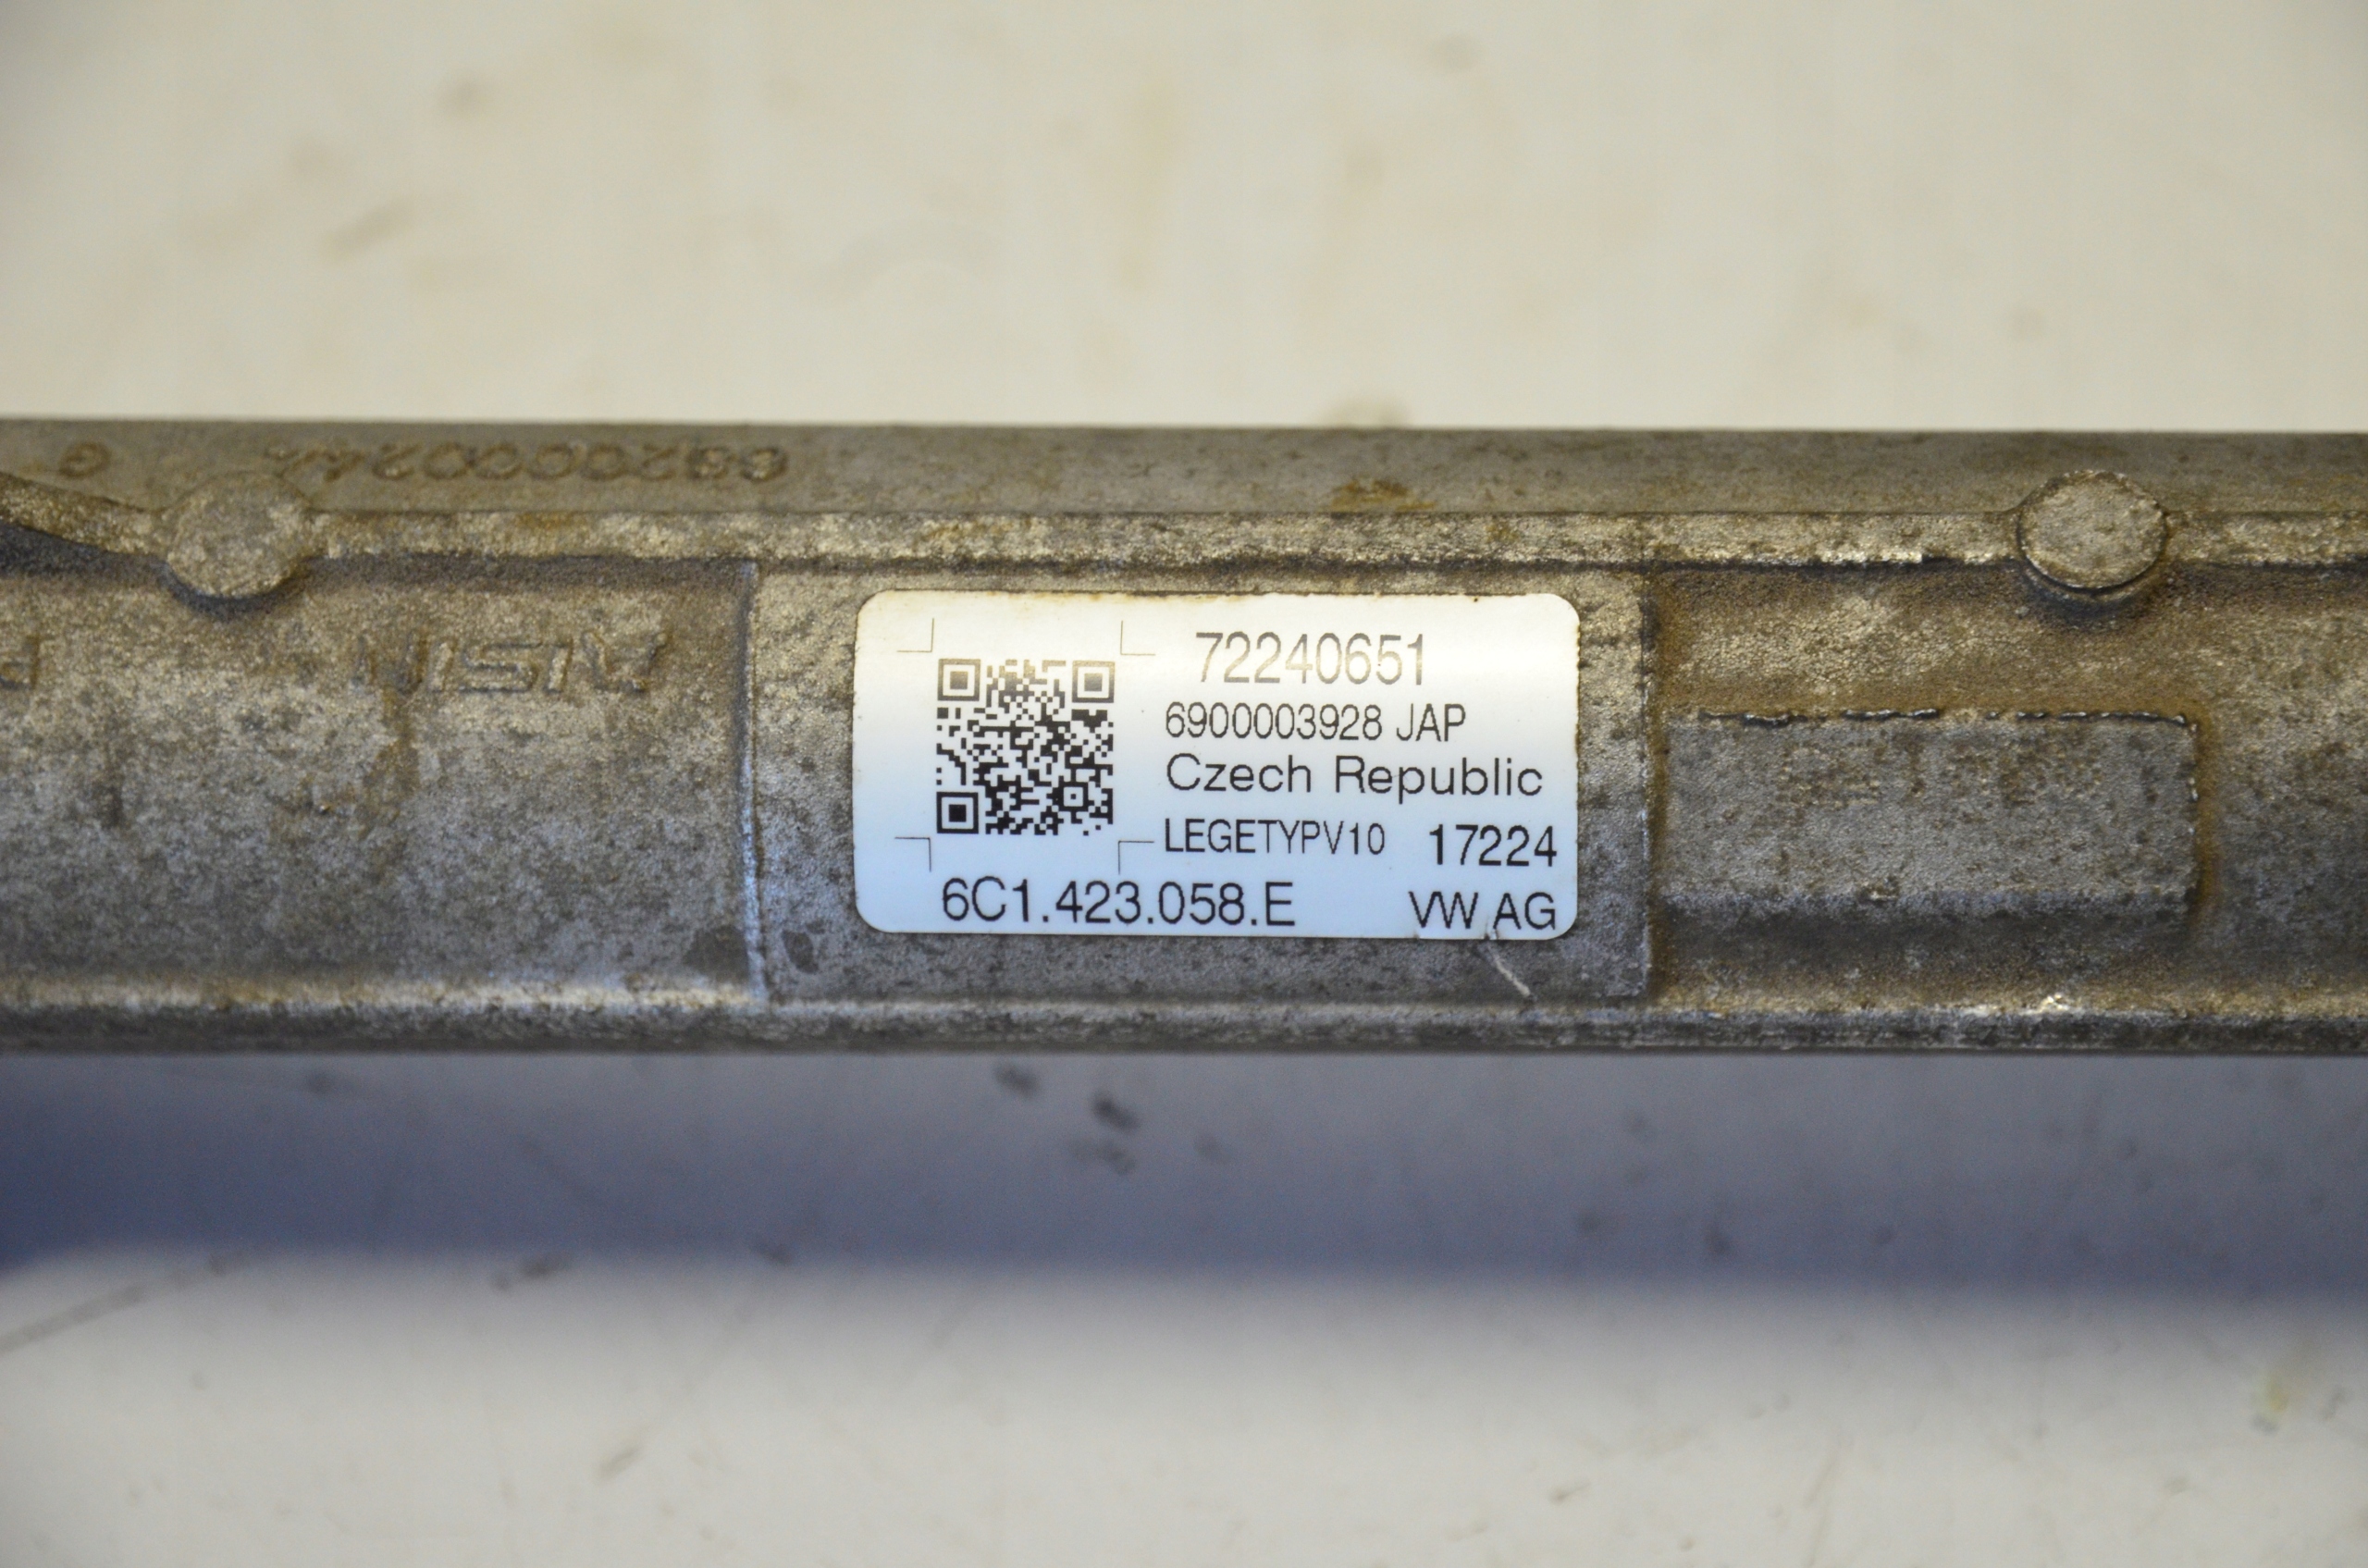 72240651
6900003928 JAP
Czech Republic
LEGETYPV10 17224
6C1.423.058.E VW AG